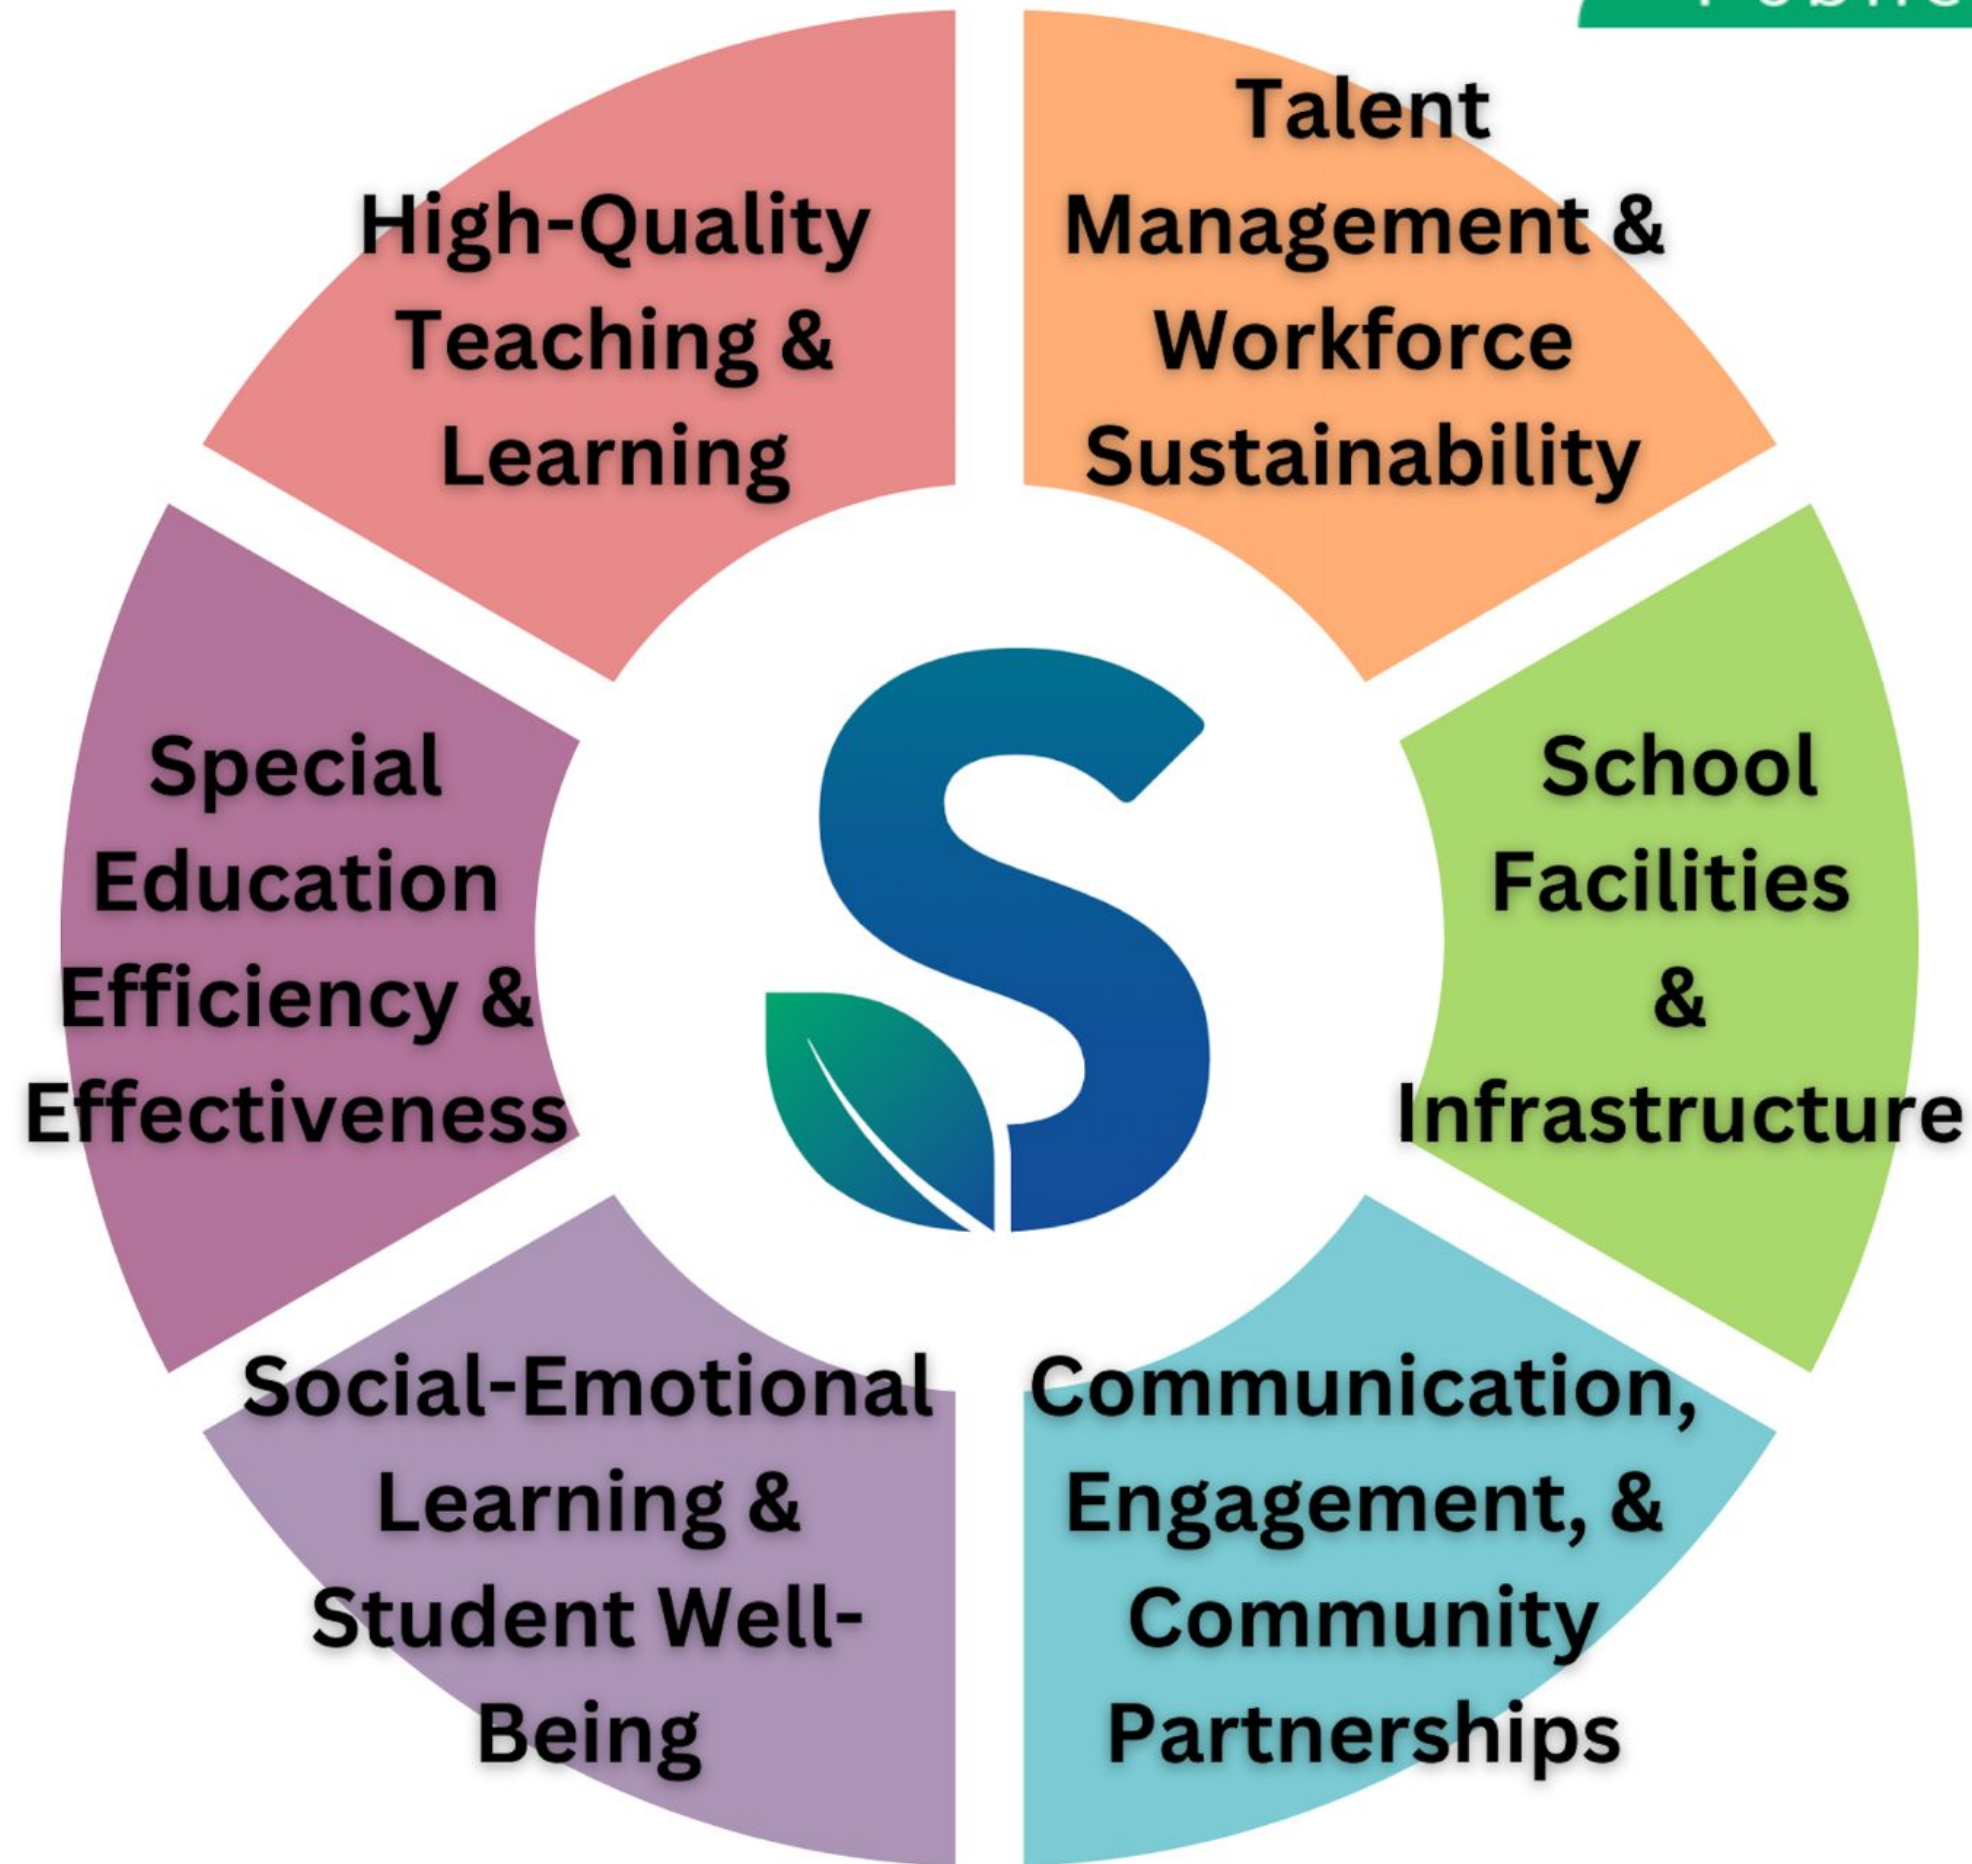 High-Quality
Teaching &
Learning
Talent
Management &
Workforce
Sustainability
School
Facilities
&
Infrastructure
Communication,
Engagement, &
Community
Partnerships
Social-Emotional
Learning &
Student Well-
Being
Special
Education
Efficiency &
Effectiveness
S